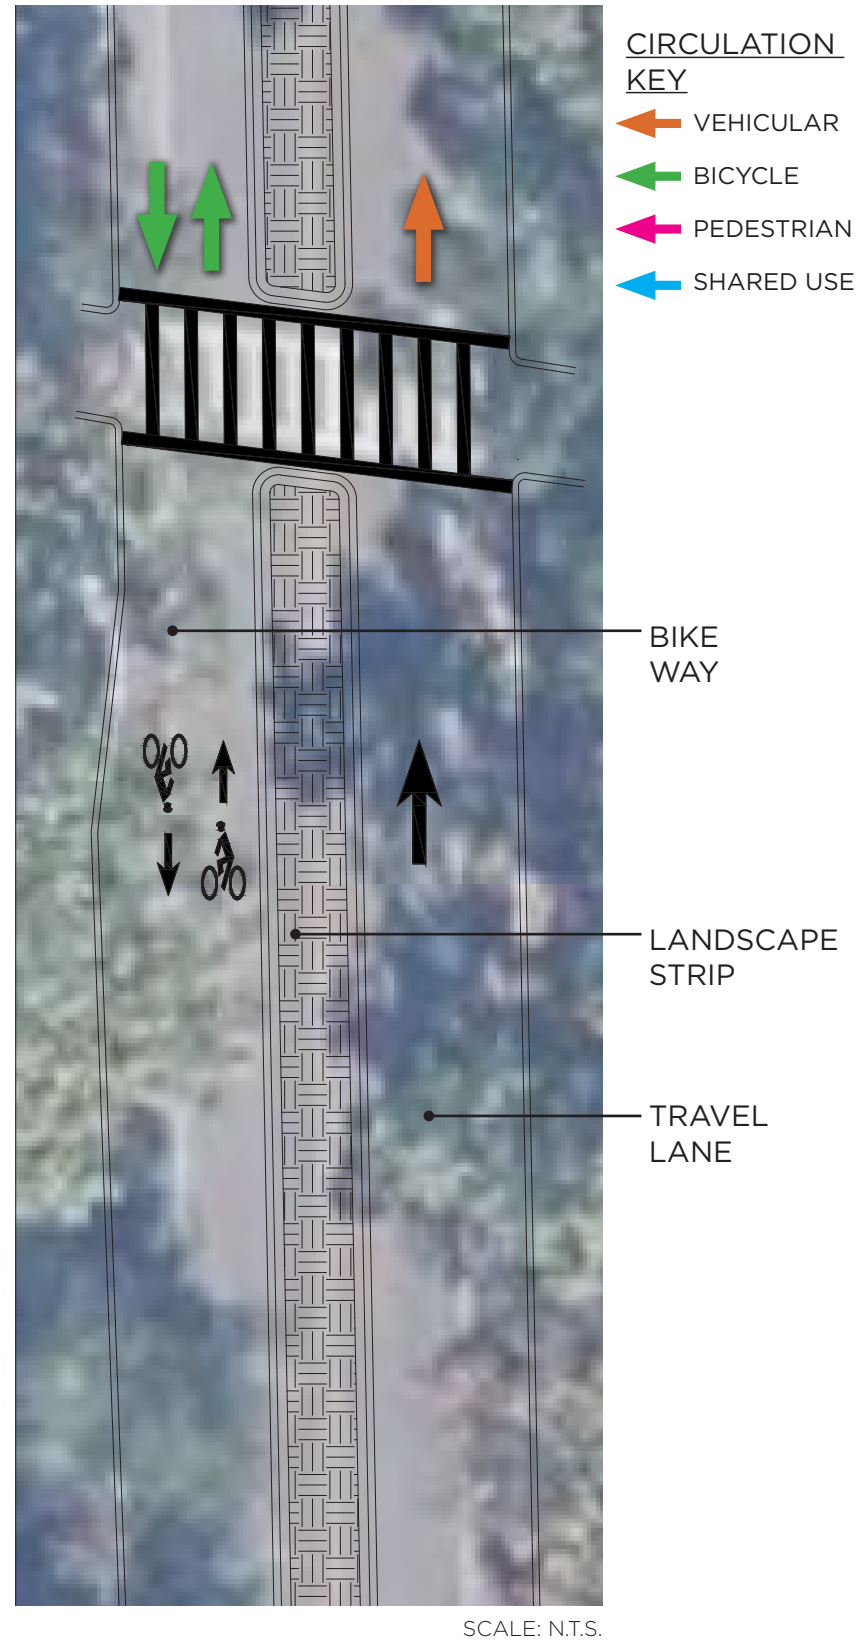 CIRCULATION
KEY
VEHICULAR
BICYCLE
PEDESTRIAN
SHARED USE
BIKE
WAY
LANDSCAPE
STRIP
TRAVEL
LANE
SCALE: N.T.S.